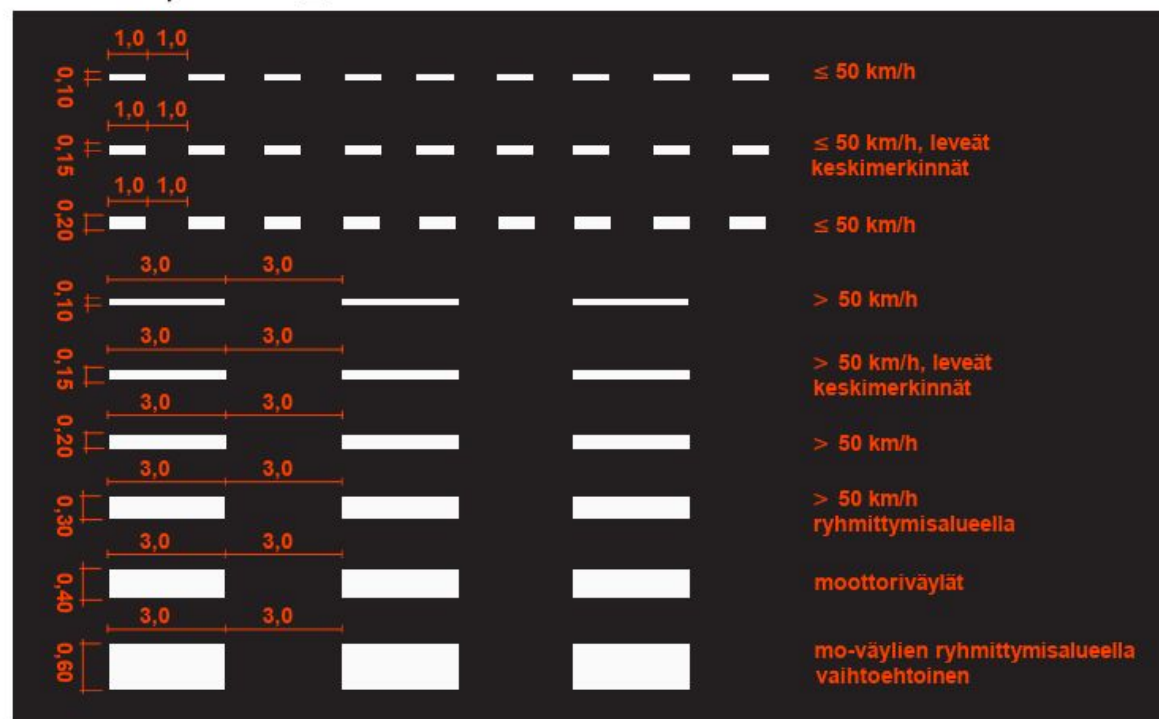 1,0 1,0
0,10
≤ 50 km/h
1,0 1,0
0,15
≤ 50 km/h, leveät
keskimerkinnät
1,0 1,0
0,20
≤ 50 km/h
3,0 3,0
0,10
> 50 km/h
3,0 3,0
0,15
> 50 km/h, leveät
keskimerkinnät
3,0 3,0
0,20
> 50 km/h
3,0 3,0
0,30
> 50 km/h
ryhmittymisalueella
3,0 3,0
0,40
moottoriväylät
3,0 3,0
0,60
mo-väylien ryhmittymisalueella
vaihtoehtoinen